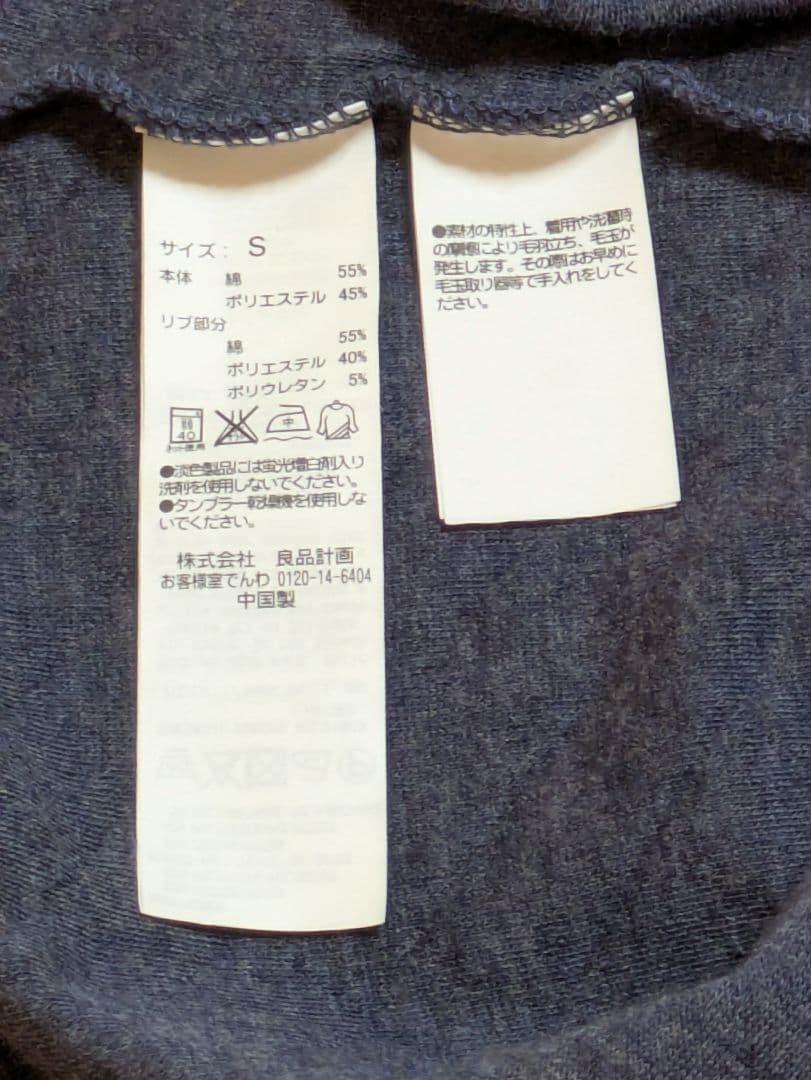 サイズ: S
本体 綿 55%
ポリエステル 45%
リブ部分
綿 55%
ポリエステル 40%
ポリウレタン 5%
40
中
ネット使用
●淡色製品には蛍光増白剤入り
洗剤を使用しないでください。
●タンブラー乾燥機を使用しな
いでください。
株式会社 良品計画
お客様室でんわ 0120-14-6404
中国製
●素材の特性上、着用や洗濯時
の摩擦により毛羽立ち、毛玉が
発生します。その際はお早めに
毛玉取り器等で手入れをしてく
ださい。